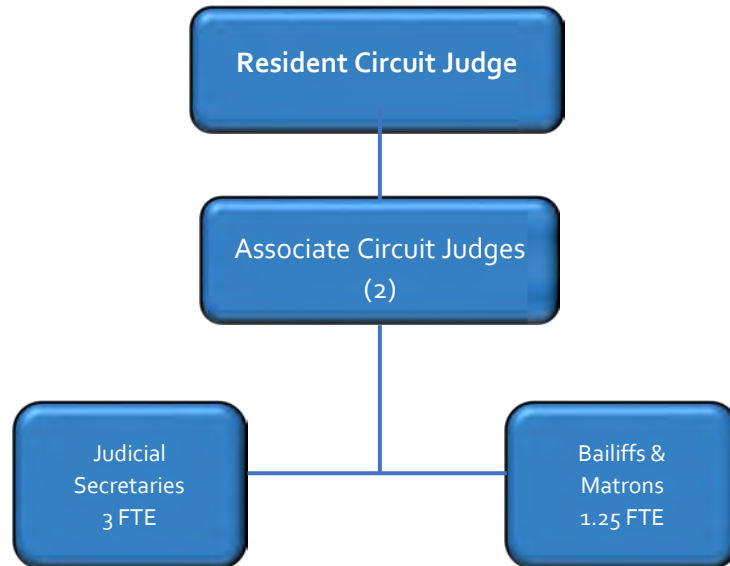 Resident Circuit Judge
Associate Circuit Judges
(2)
Judicial
Secretaries
3 FTE
Bailiffs &
Matrons
1.25 FTE